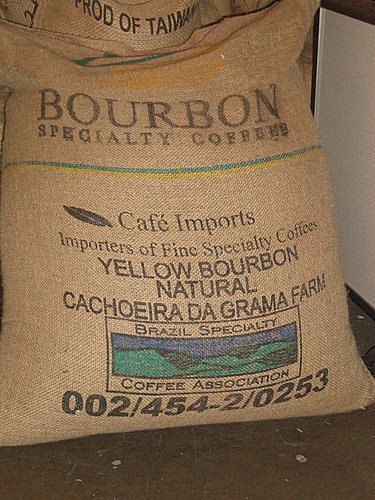 PROD OF TAIWAN
BOURBON
SPECIALTY COFFEES
Café Imports
Importers of Fine Specialty Coffees
YELLOW BOURBON
NATURAL
CACHOEIRA DA GRAMA FARM
BRAZIL SPECIALTY
COFFEE ASSOCIATION
002/454-2/0253